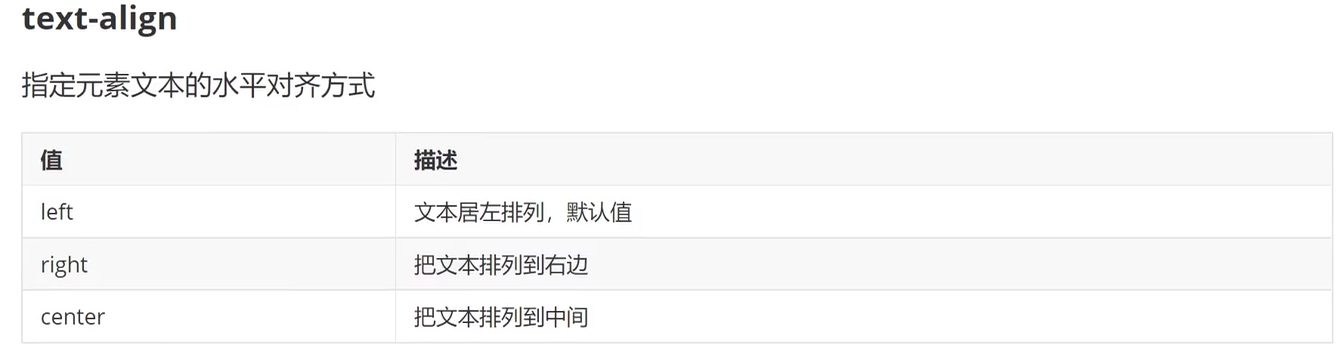 text-align
指定元素文本的水平对齐方式
值 描述
left 文本居左排列，默认值
right 把文本排列到右边
center 把文本排列到中间